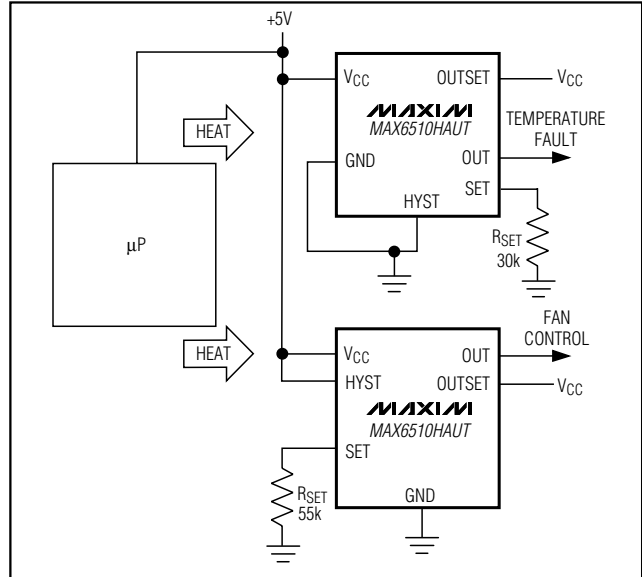 +5V
VCC
OUTSET
VCC
MAXIM
MAX6510HAUT
TEMPERATURE
FAULT
HEAT
GND
OUT
SET
HYST
RSET
30k
µP
HEAT
FAN
CONTROL
VCC
OUT
HYST
OUTSET
VCC
MAXIM
MAX6510HAUT
SET
RSET
55k
GND